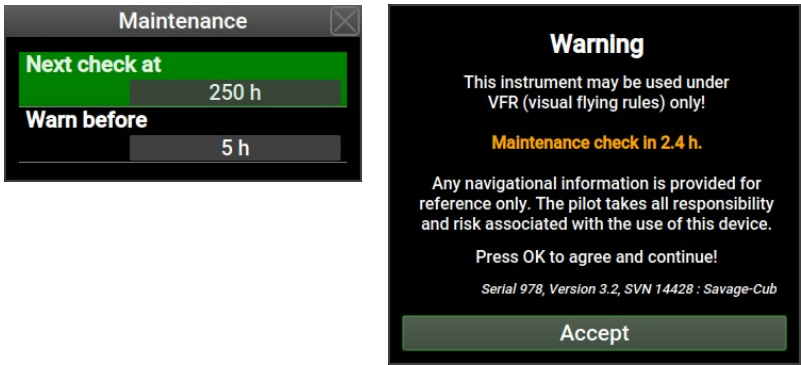 Maintenance
Next check at
250 h
Warn before
5 h
Warning
This instrument may be used under
VFR (visual flying rules) only!
Maintenance check in 2.4 h.
Any navigational information is provided for
reference only. The pilot takes all responsibility
and risk associated with the use of this device.
Press OK to agree and continue!
Serial 978, Version 3.2, SVN 14428 : Savage-Cub
Accept